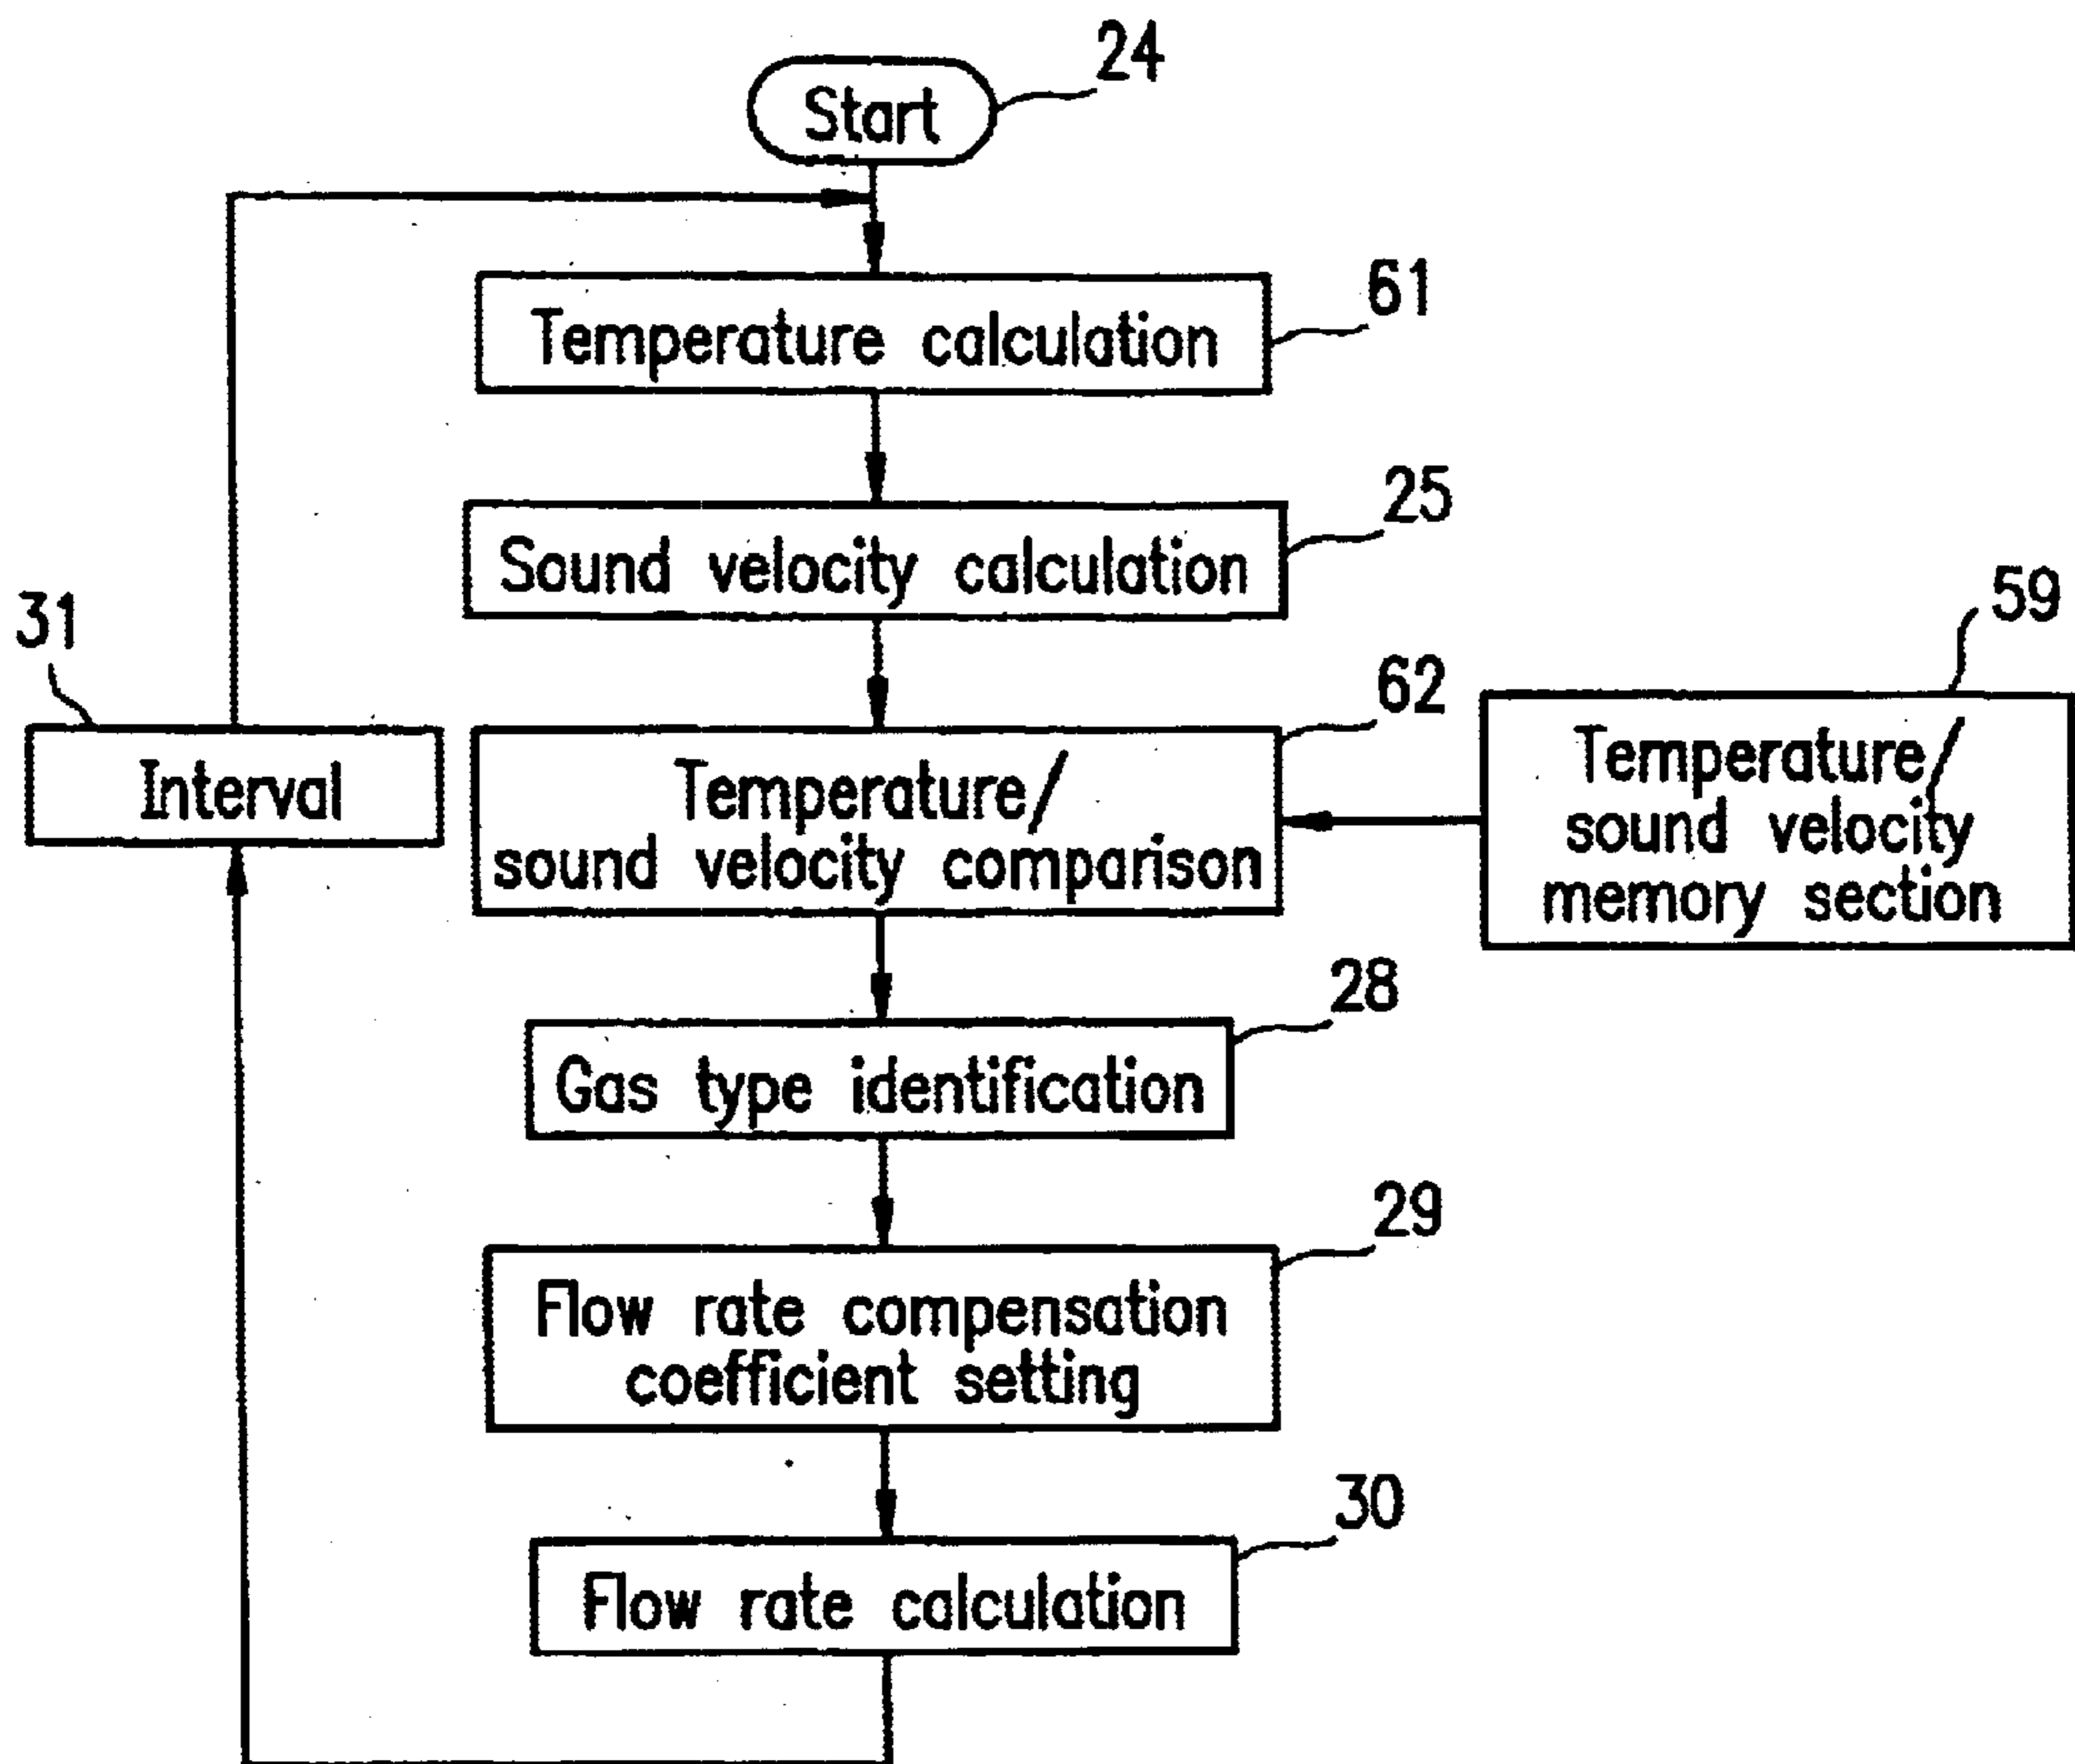 24
Start
61
Temperature calculation
25
Sound velocity calculation
31
Interval
62
Temperature/
sound velocity comparison
59
Temperature/
sound velocity
memory section
28
Gas type identification
29
Flow rate compensation
coefficient setting
30
Flow rate calculation